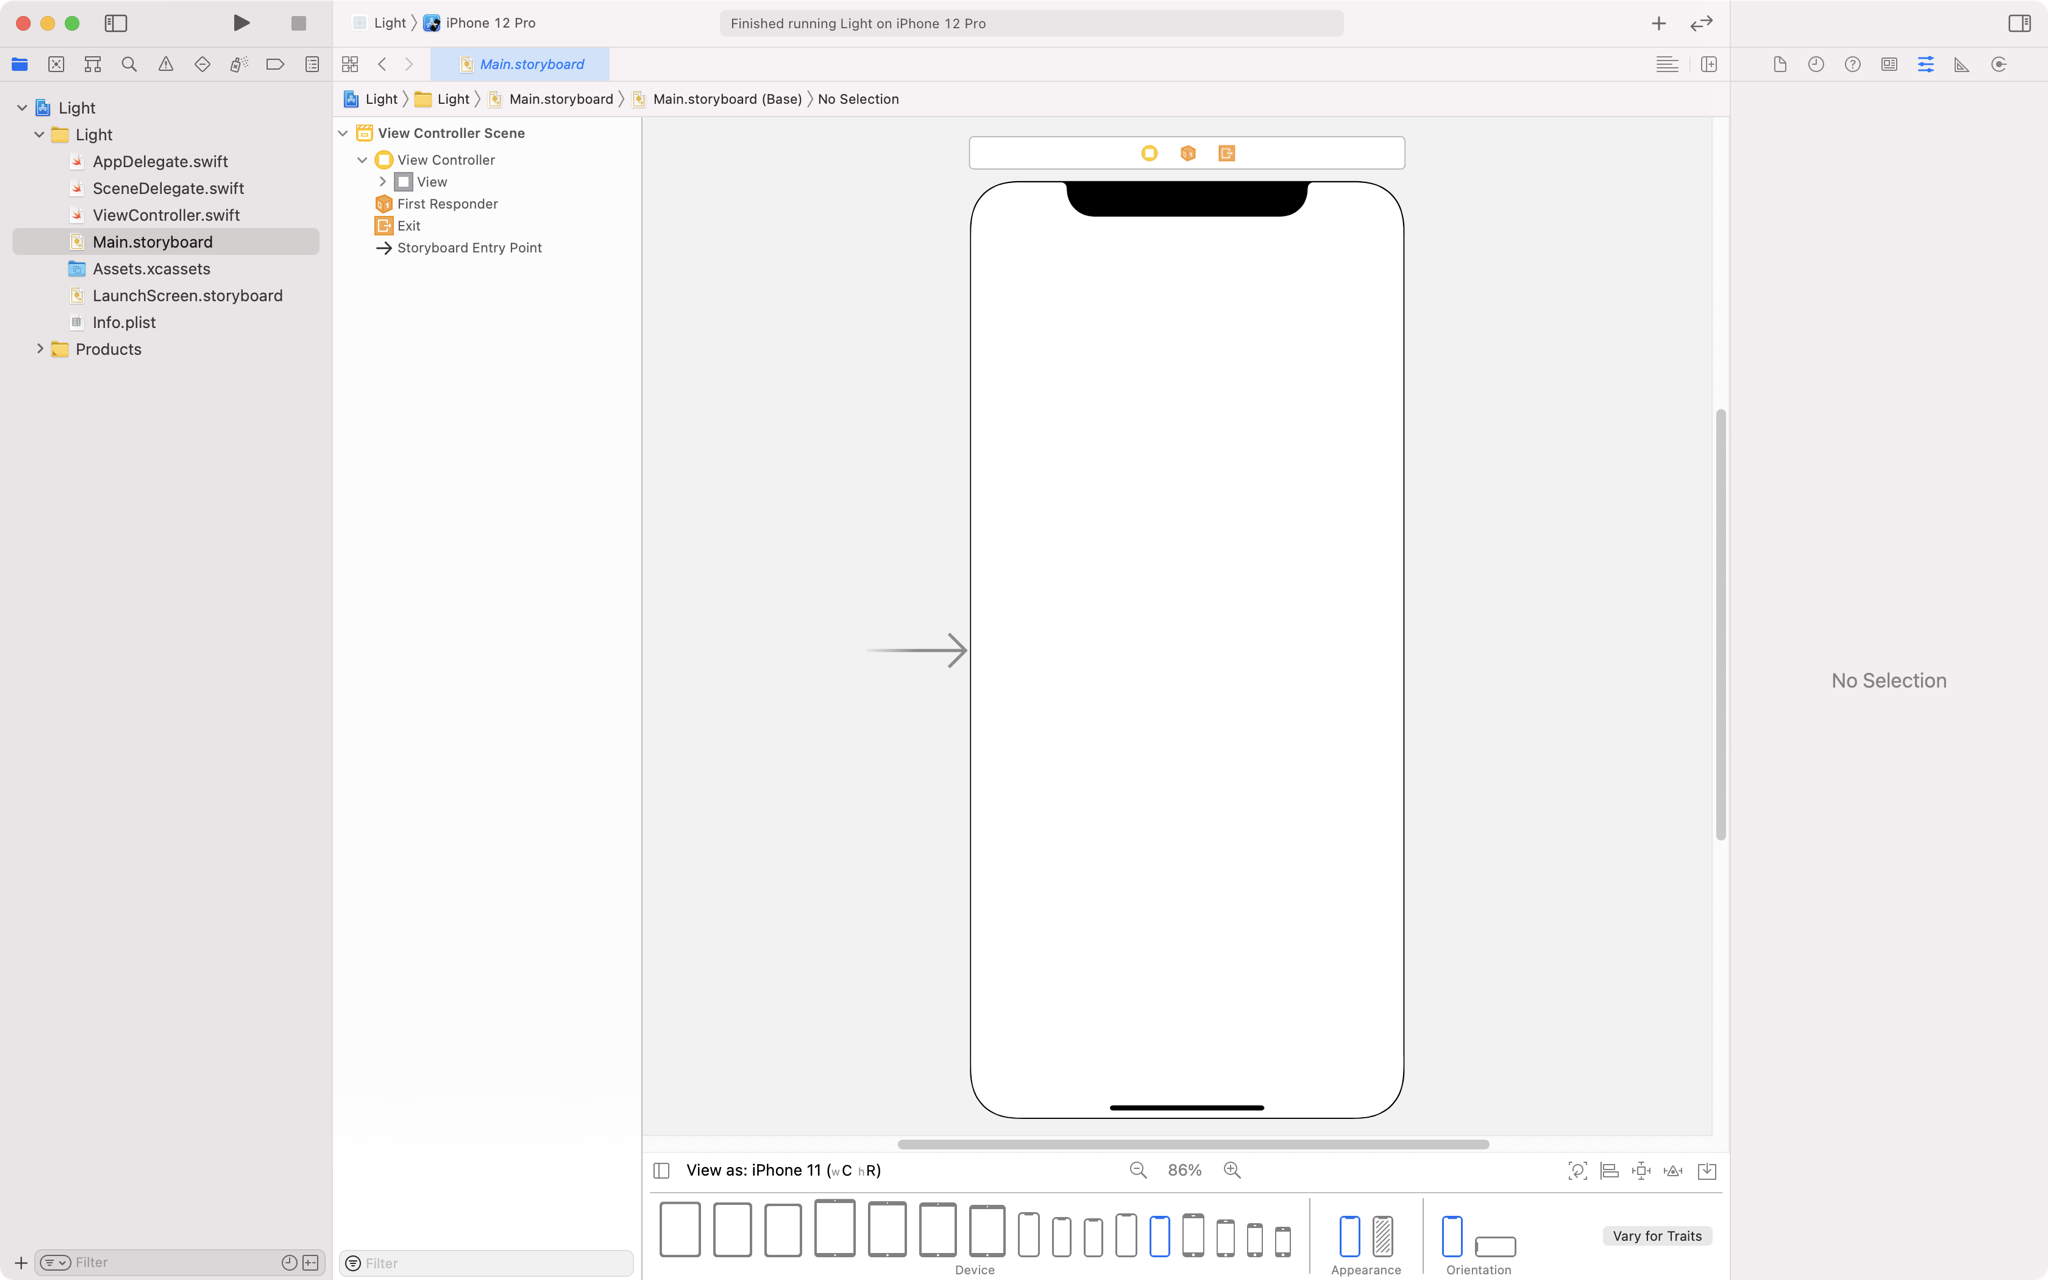 Light
iPhone 12 Pro
Finished running Light on iPhone 12 Pro
Main.storyboard
Light
Light
Main.storyboard
Main.storyboard (Base)
No Selection
Light
Light
AppDelegate.swift
SceneDelegate.swift
ViewController.swift
Main.storyboard
Assets.xcassets
LaunchScreen.storyboard
Info.plist
Products
View Controller Scene
View Controller
View
First Responder
Exit
Storyboard Entry Point
No Selection
View as: iPhone 11 (wC hR)
86%
Vary for Traits
Device
Appearance
Orientation
Filter
Filter